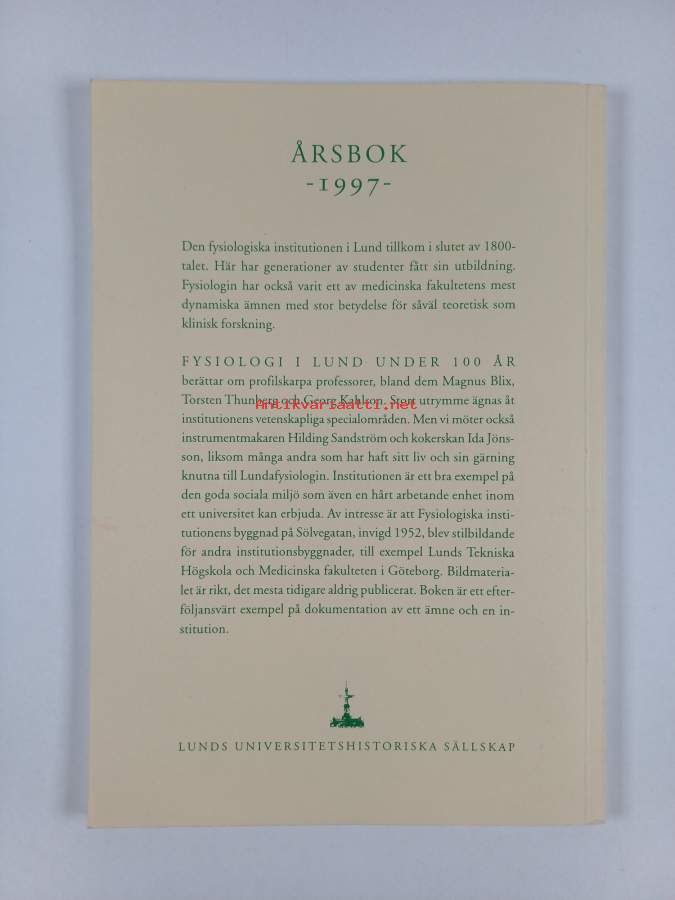 ÅRSBOK
-1997-
Den fysiologiska institutionen i Lund tillkom i slutet av 1800-
talet. Här har generationer av studenter fått sin utbildning.
Fysiologin har också varit ett av medicinska fakultetens mest
dynamiska ämnen med stor betydelse för såväl teoretisk som
klinisk forskning.
FYSIOLOGI I LUND UNDER 100 ÅR
berättar om profilskarpa professorer, bland dem Magnus Blix,
Torsten Thunberg och Georg Kahlson. Stort utrymme ägnas åt
Antikvariaatti.net
institutionens vetenskapliga specialområden. Men vi möter också
instrumentmakaren Hilding Sandström och kokerskan Ida Jöns-
son, liksom många andra som har haft sitt liv och sin gärning
knutna till Lundafysiologin. Institutionen är ett bra exempel på
den goda sociala miljö som även en hårt arbetande enhet inom
ett universitet kan erbjuda. Av intresse är att Fysiologiska insti-
tutionens byggnad på Sölvegatan, invigd 1952, blev stilbildande
för andra institutionsbyggnader, till exempel Lunds Tekniska
Högskola och Medicinska fakulteten i Göteborg. Bildmateria-
let är rikt, det mesta tidigare aldrig publicerat. Boken är ett efter-
följansvärt exempel på dokumentation av ett ämne och en in-
stitution.
LUNDS UNIVERSITETSHISTORISKA SÄLLSKAP